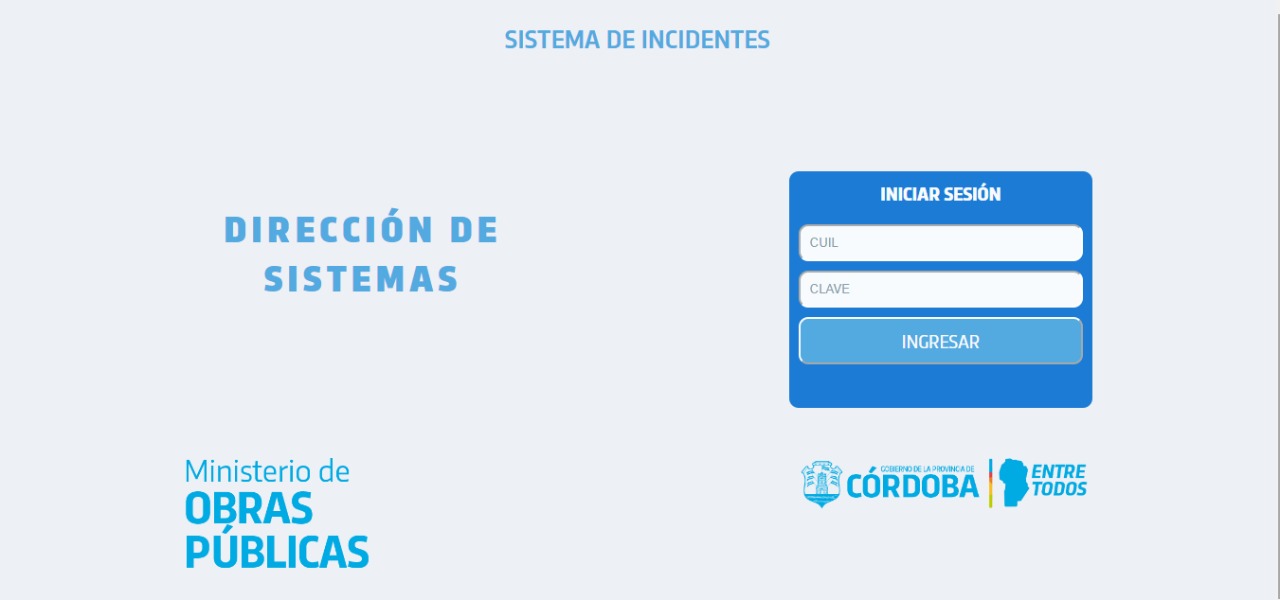 SISTEMA DE INCIDENTES
DIRECCIÓN DE
SISTEMAS
INICIAR SESIÓN
CUIL
CLAVE
INGRESAR
Ministerio de
OBRAS
PÚBLICAS
GOBIERNO DE LA PROVINCIA DE
CÓRDOBA
ENTRE
TODOS